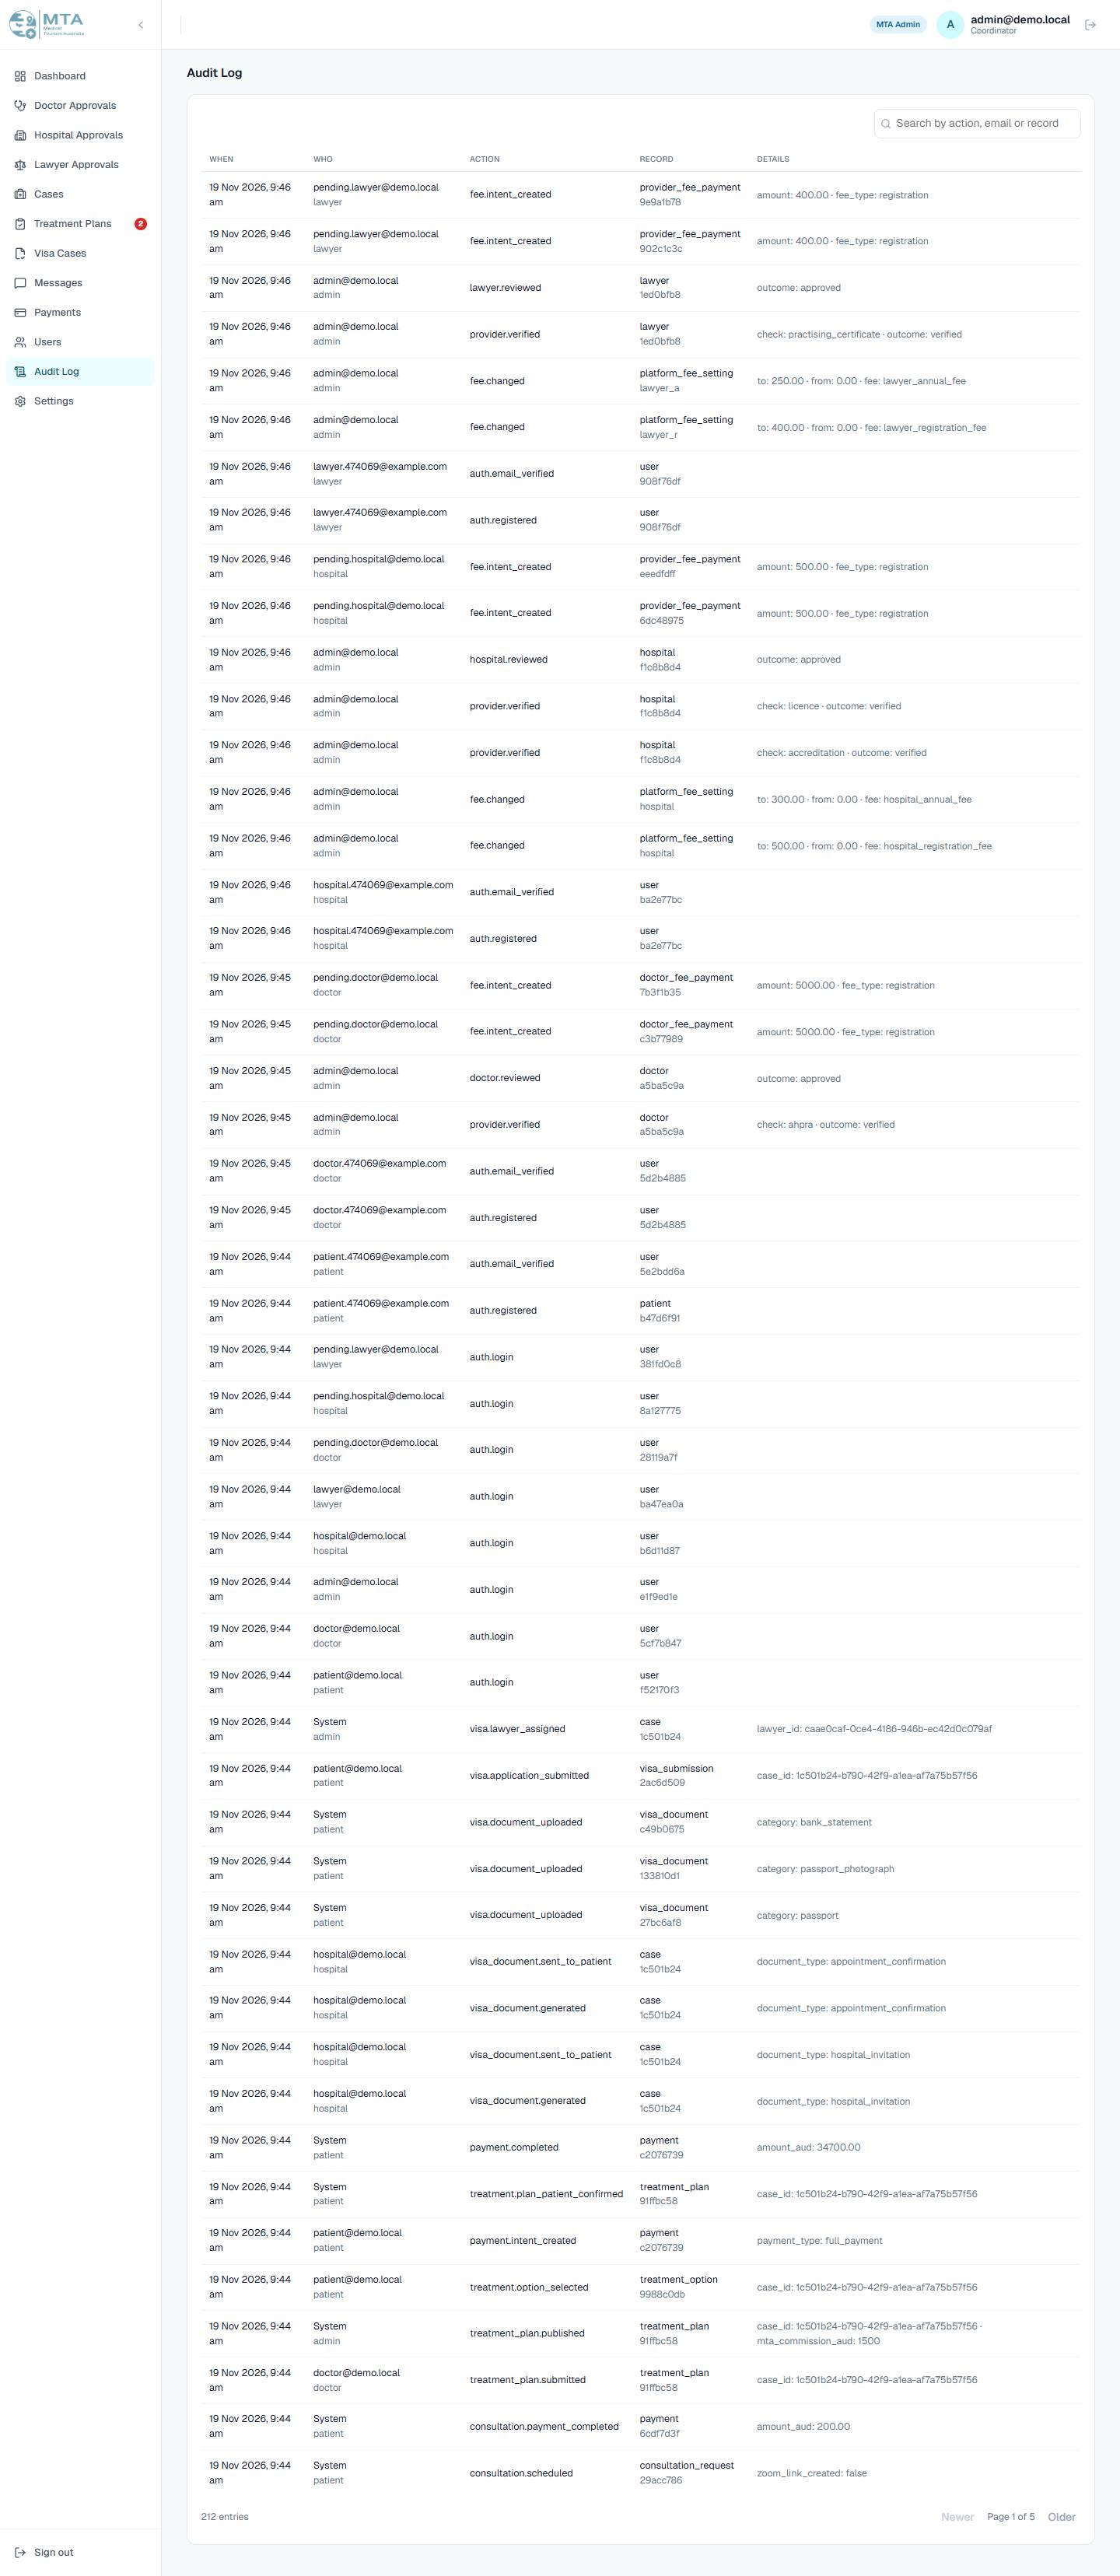 MTA
Medical
Tourism Australia
MTA Admin
A
admin@demo.local
Coordinator
Dashboard
Doctor Approvals
Hospital Approvals
Lawyer Approvals
Cases
Treatment Plans 2
Visa Cases
Messages
Payments
Users
Audit Log
Settings
Sign out
Audit Log
Search by action, email or record
WHEN WHO ACTION RECORD DETAILS
19 Nov 2026, 9:46 am pending.lawyer@demo.local lawyer fee.intent_created provider_fee_payment 9e9a1b78 amount: 400.00 · fee_type: registration
19 Nov 2026, 9:46 am pending.lawyer@demo.local lawyer fee.intent_created provider_fee_payment 902c1c3c amount: 400.00 · fee_type: registration
19 Nov 2026, 9:46 am admin@demo.local admin lawyer.reviewed lawyer 1ed0bfb8 outcome: approved
19 Nov 2026, 9:46 am admin@demo.local admin provider.verified lawyer 1ed0bfb8 check: practising_certificate · outcome: verified
19 Nov 2026, 9:46 am admin@demo.local admin fee.changed platform_fee_setting lawyer_a to: 250.00 · from: 0.00 · fee: lawyer_annual_fee
19 Nov 2026, 9:46 am admin@demo.local admin fee.changed platform_fee_setting lawyer_r to: 400.00 · from: 0.00 · fee: lawyer_registration_fee
19 Nov 2026, 9:46 am lawyer.474069@example.com lawyer auth.email_verified user 908f76df
19 Nov 2026, 9:46 am lawyer.474069@example.com lawyer auth.registered user 908f76df
19 Nov 2026, 9:46 am pending.hospital@demo.local hospital fee.intent_created provider_fee_payment eeedfdff amount: 500.00 · fee_type: registration
19 Nov 2026, 9:46 am pending.hospital@demo.local hospital fee.intent_created provider_fee_payment 6dc48975 amount: 500.00 · fee_type: registration
19 Nov 2026, 9:46 am admin@demo.local admin hospital.reviewed hospital f1c8b8d4 outcome: approved
19 Nov 2026, 9:46 am admin@demo.local admin provider.verified hospital f1c8b8d4 check: licence · outcome: verified
19 Nov 2026, 9:46 am admin@demo.local admin provider.verified hospital f1c8b8d4 check: accreditation · outcome: verified
19 Nov 2026, 9:46 am admin@demo.local admin fee.changed platform_fee_setting hospital to: 300.00 · from: 0.00 · fee: hospital_annual_fee
19 Nov 2026, 9:46 am admin@demo.local admin fee.changed platform_fee_setting hospital to: 500.00 · from: 0.00 · fee: hospital_registration_fee
19 Nov 2026, 9:46 am hospital.474069@example.com hospital auth.email_verified user ba2e77bc
19 Nov 2026, 9:46 am hospital.474069@example.com hospital auth.registered user ba2e77bc
19 Nov 2026, 9:45 am pending.doctor@demo.local doctor fee.intent_created doctor_fee_payment 7b3f1b35 amount: 5000.00 · fee_type: registration
19 Nov 2026, 9:45 am pending.doctor@demo.local doctor fee.intent_created doctor_fee_payment c3b77989 amount: 5000.00 · fee_type: registration
19 Nov 2026, 9:45 am admin@demo.local admin doctor.reviewed doctor a5ba5c9a outcome: approved
19 Nov 2026, 9:45 am admin@demo.local admin provider.verified doctor a5ba5c9a check: ahpra · outcome: verified
19 Nov 2026, 9:45 am doctor.474069@example.com doctor auth.email_verified user 5d2b4885
19 Nov 2026, 9:45 am doctor.474069@example.com doctor auth.registered user 5d2b4885
19 Nov 2026, 9:44 am patient.474069@example.com patient auth.email_verified user 5e2bdd6a
19 Nov 2026, 9:44 am patient.474069@example.com patient auth.registered patient b47d6f91
19 Nov 2026, 9:44 am pending.lawyer@demo.local lawyer auth.login user 381fd0c8
19 Nov 2026, 9:44 am pending.hospital@demo.local hospital auth.login user 8a127775
19 Nov 2026, 9:44 am pending.doctor@demo.local doctor auth.login user 28119a7f
19 Nov 2026, 9:44 am lawyer@demo.local lawyer auth.login user ba47ea0a
19 Nov 2026, 9:44 am hospital@demo.local hospital auth.login user b6d11d87
19 Nov 2026, 9:44 am admin@demo.local admin auth.login user e1f9ed1e
19 Nov 2026, 9:44 am doctor@demo.local doctor auth.login user 5cf7b847
19 Nov 2026, 9:44 am patient@demo.local patient auth.login user f52170f3
19 Nov 2026, 9:44 am System admin visa.lawyer_assigned case 1c501b24 lawyer_id: caae0caf-0ce4-4186-946b-ec42d0c079af
19 Nov 2026, 9:44 am patient@demo.local patient visa.application_submitted visa_submission 2ac6d509 case_id: 1c501b24-b790-42f9-a1ea-af7a75b57f56
19 Nov 2026, 9:44 am System patient visa.document_uploaded visa_document c49b0675 category: bank_statement
19 Nov 2026, 9:44 am System patient visa.document_uploaded visa_document 133810d1 category: passport_photograph
19 Nov 2026, 9:44 am System patient visa.document_uploaded visa_document 27bc6af8 category: passport
19 Nov 2026, 9:44 am hospital@demo.local hospital visa_document.sent_to_patient case 1c501b24 document_type: appointment_confirmation
19 Nov 2026, 9:44 am hospital@demo.local hospital visa_document.generated case 1c501b24 document_type: appointment_confirmation
19 Nov 2026, 9:44 am hospital@demo.local hospital visa_document.sent_to_patient case 1c501b24 document_type: hospital_invitation
19 Nov 2026, 9:44 am hospital@demo.local hospital visa_document.generated case 1c501b24 document_type: hospital_invitation
19 Nov 2026, 9:44 am System patient payment.completed payment c2076739 amount_aud: 34700.00
19 Nov 2026, 9:44 am System patient treatment.plan_patient_confirmed treatment_plan 91ffbc58 case_id: 1c501b24-b790-42f9-a1ea-af7a75b57f56
19 Nov 2026, 9:44 am patient@demo.local patient payment.intent_created payment c2076739 payment_type: full_payment
19 Nov 2026, 9:44 am patient@demo.local patient treatment.option_selected treatment_option 9988c0db case_id: 1c501b24-b790-42f9-a1ea-af7a75b57f56
19 Nov 2026, 9:44 am System admin treatment_plan.published treatment_plan 91ffbc58 case_id: 1c501b24-b790-42f9-a1ea-af7a75b57f56 · mta_commission_aud: 1500
19 Nov 2026, 9:44 am doctor@demo.local doctor treatment_plan.submitted treatment_plan 91ffbc58 case_id: 1c501b24-b790-42f9-a1ea-af7a75b57f56
19 Nov 2026, 9:44 am System patient consultation.payment_completed payment 6cdf7d3f amount_aud: 200.00
19 Nov 2026, 9:44 am System patient consultation.scheduled consultation_request 29acc786 zoom_link_created: false
212 entries
Newer Page 1 of 5 Older